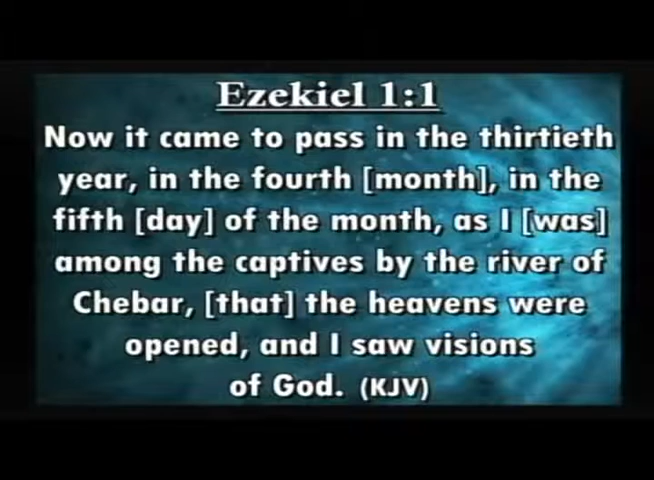 Ezekiel 1:1
Now it came to pass in the thirtieth
year, in the fourth [month], in the
fifth [day] of the month, as I [was]
among the captives by the river of
Chebar, [that] the heavens were
opened, and I saw visions
of God. (KJV)